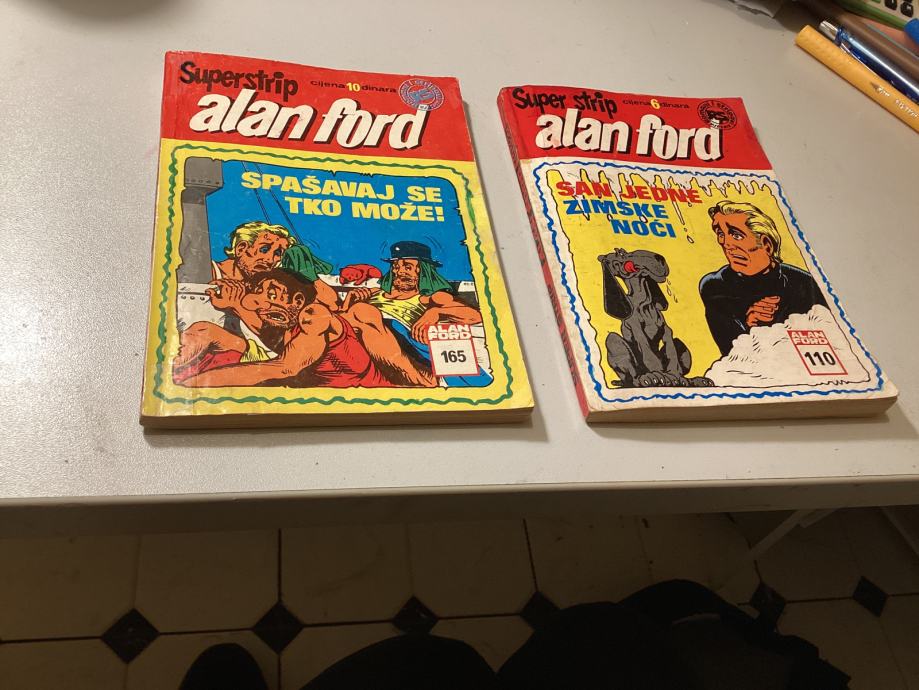 Superstrip
cijena 10 dinara
alan ford
SPAŠAVAJ SE
TKO MOŽE!
ALAN
FORD
165
Super strip
cijena 6 dinara
alan ford
SAN JEDNE
ZIMSKE
NOĆI
ALAN
FORD
110